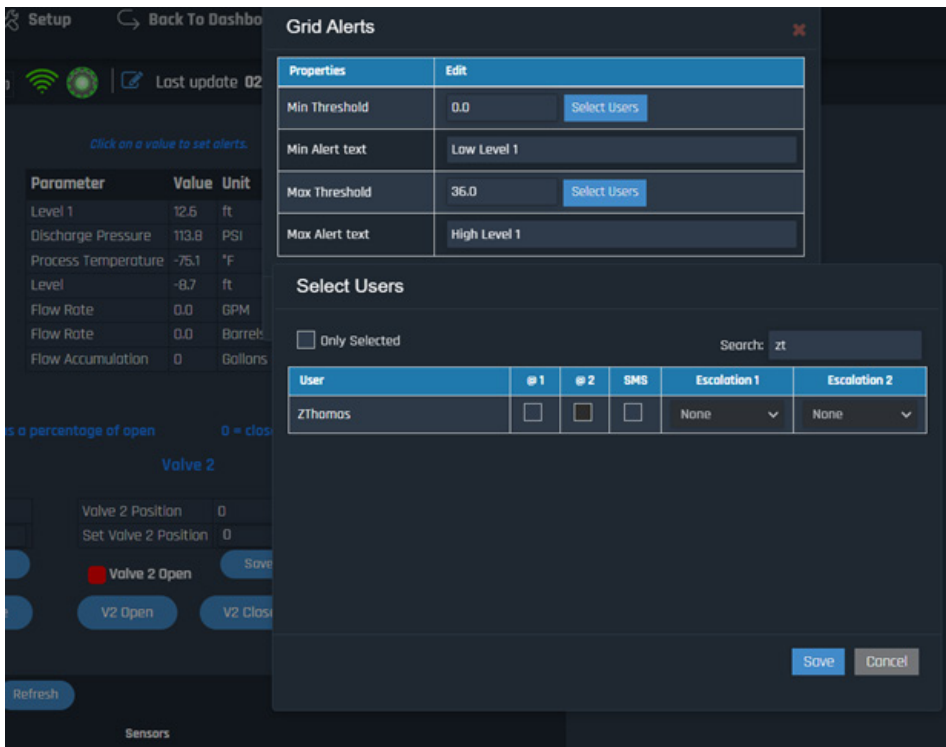 Setup Back To Dashbo
Last update 02
Click on a value to set alerts.
Parameter Value Unit
Level 1 12.6 ft
Discharge Pressure 113.8 PSI
Process Temperature -75.1 °F
Level -8.7 ft
Flow Rate 0.0 GPM
Flow Rate 0.0 Barrels
Flow Accumulation 0 Gallons
as a percentage of open 0 = clos
Valve 2
Valve 2 Position 0
Set Valve 2 Position 0
Save
Valve 2 Open
V2 Open V2 Close
Refresh
Sensors
Grid Alerts
Properties Edit
Min Threshold 0.0 Select Users
Min Alert text Low Level 1
Max Threshold 36.0 Select Users
Max Alert text High Level 1
Select Users
Only Selected Search: zt
User @1 @2 SMS Escalation 1 Escalation 2
ZThomas None None
Save Cancel